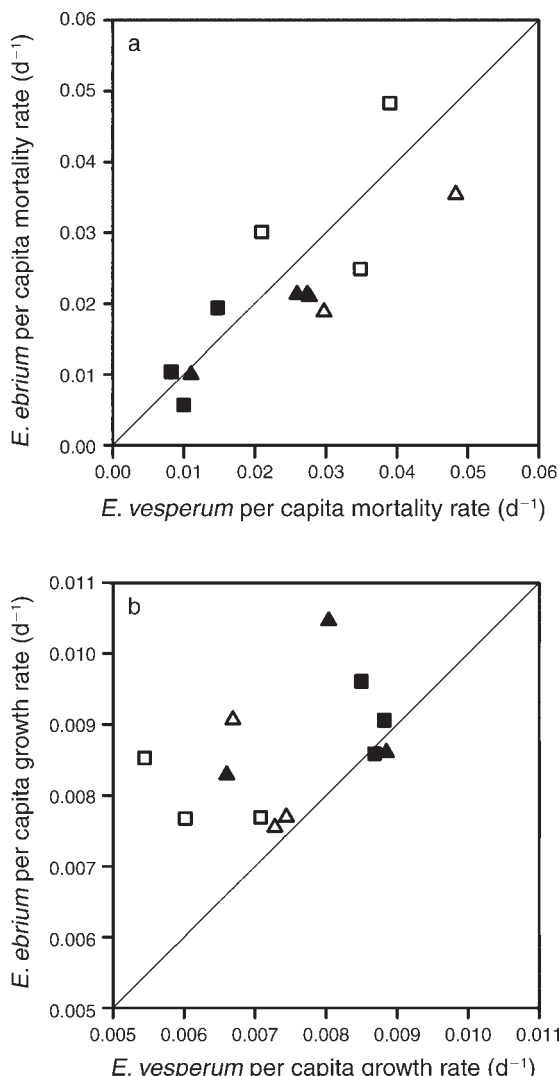 a
E. ebrium per capita mortality rate (d⁻¹)
0.06
0.05
0.04
0.03
0.02
0.01
0.00
0.00 0.01 0.02 0.03 0.04 0.05 0.06
E. vesperum per capita mortality rate (d⁻¹)
b
E. ebrium per capita growth rate (d⁻¹)
0.011
0.010
0.009
0.008
0.007
0.006
0.005
0.005 0.006 0.007 0.008 0.009 0.010 0.011
E. vesperum per capita growth rate (d⁻¹)